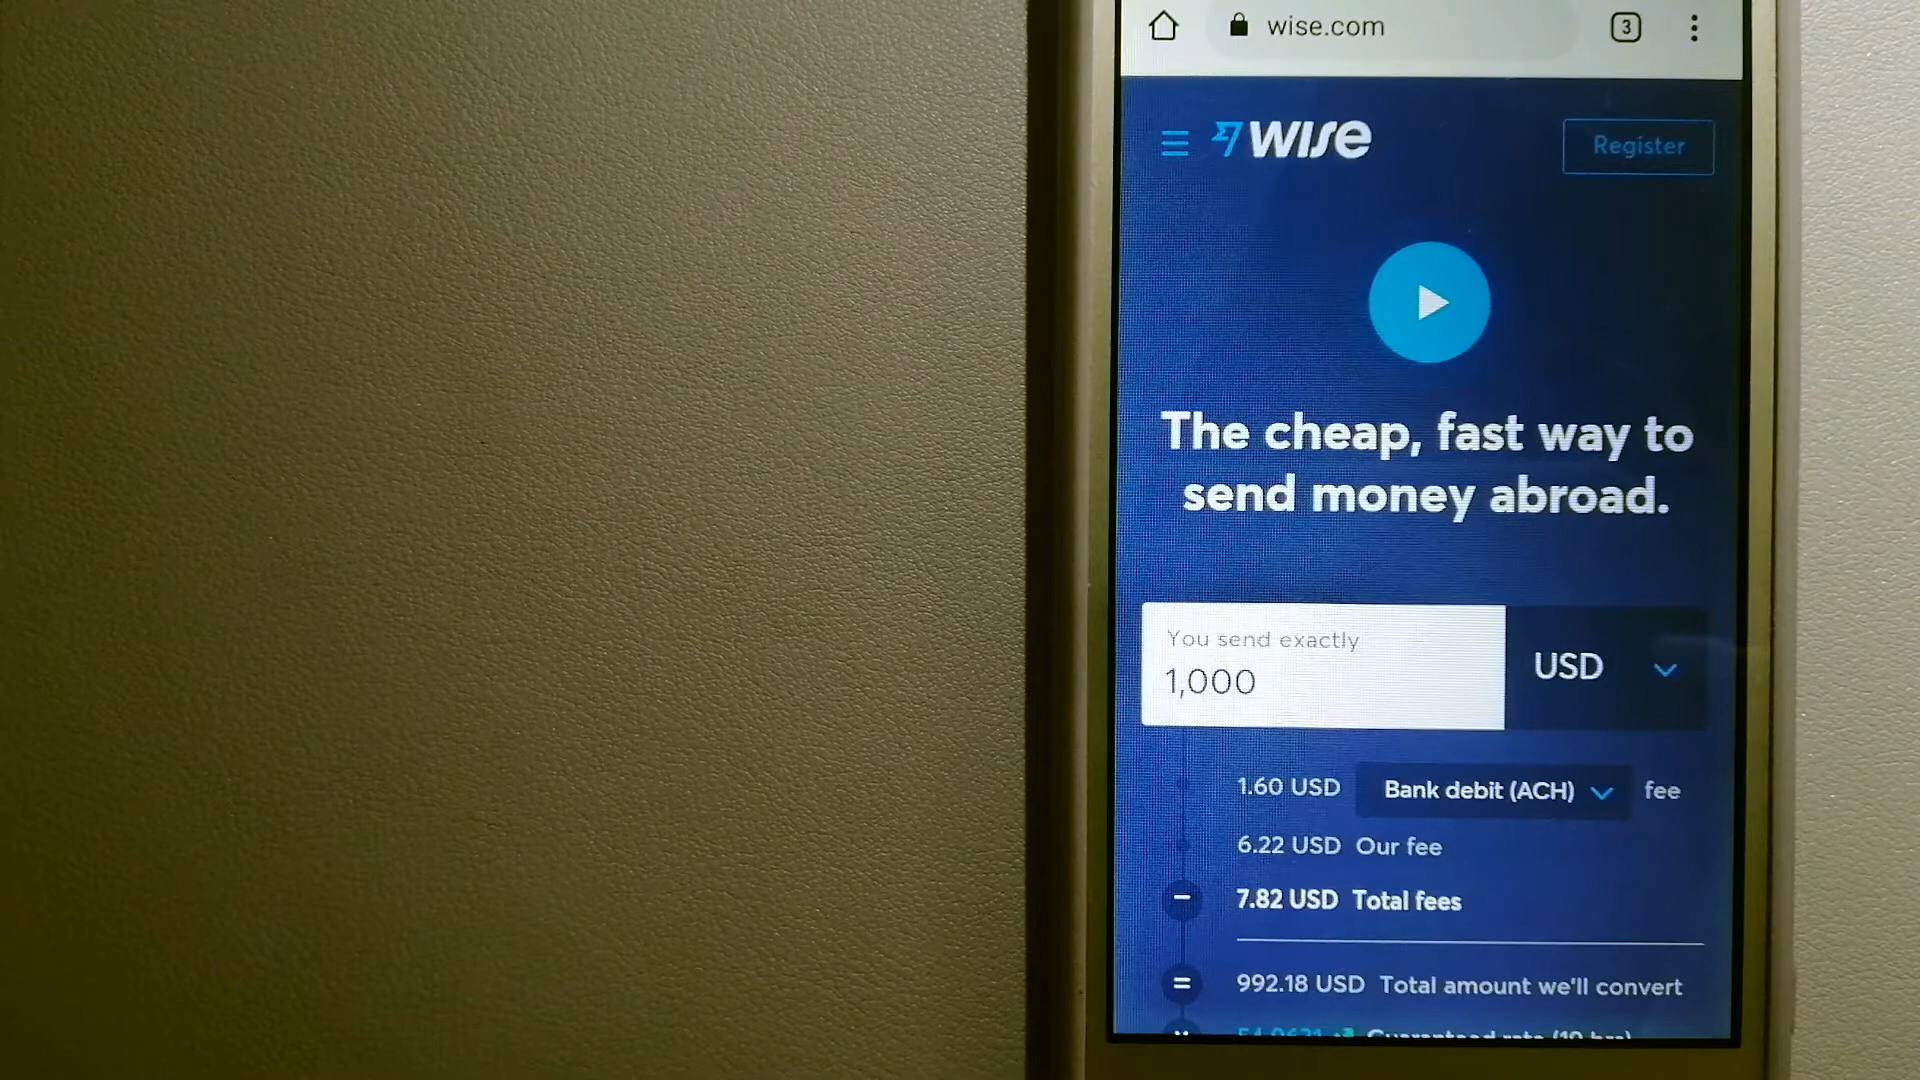 wise.com
3
wise
Register
The cheap, fast way to
send money abroad.
You send exactly
1,000
USD
1.60 USD Bank debit (ACH) fee
6.22 USD Our fee
− 7.82 USD Total fees
= 992.18 USD Total amount we'll convert
Guaranteed rate